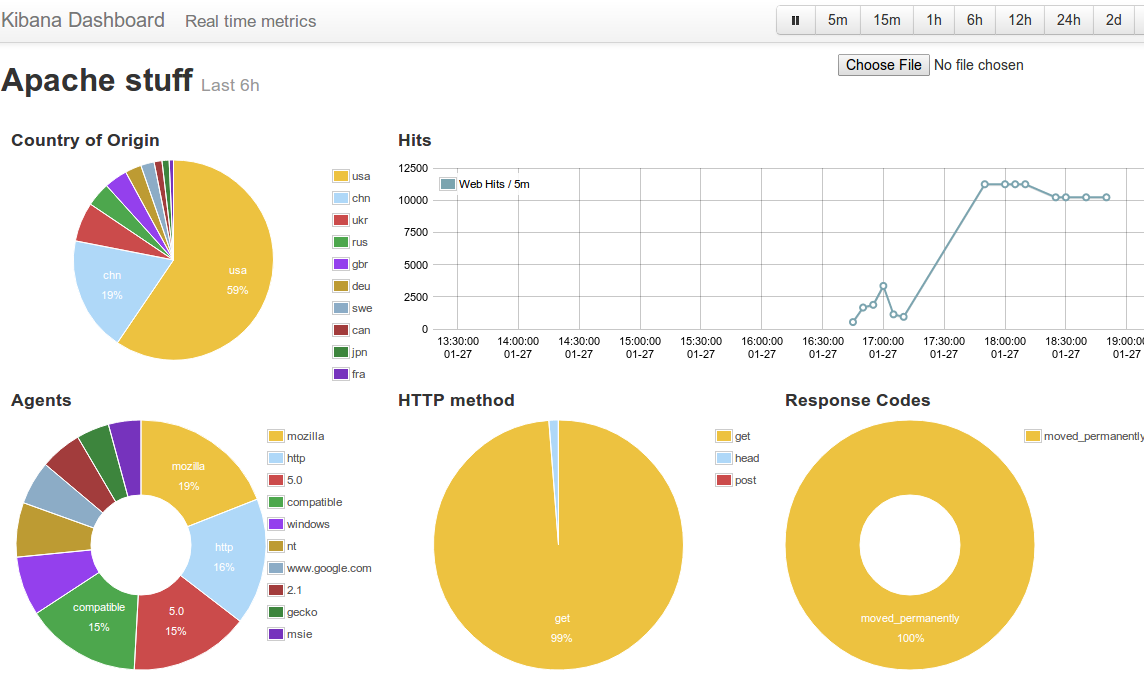 Kibana Dashboard Real time metrics
5m 15m 1h 6h 12h 24h 2d
Choose File No file chosen
Apache stuff Last 6h
Country of Origin
usa
59%
chn
19%
usa
chn
ukr
rus
gbr
deu
swe
can
jpn
fra
Hits
Web Hits / 5m
12500
10000
7500
5000
2500
0
13:30:00 14:00:00 14:30:00 15:00:00 15:30:00 16:00:00 16:30:00 17:00:00 17:30:00 18:00:00 18:30:00 19:00:00
01-27 01-27 01-27 01-27 01-27 01-27 01-27 01-27 01-27 01-27 01-27 01-27
Agents
mozilla
19%
http
16%
5.0
15%
compatible
15%
mozilla
http
5.0
compatible
windows
nt
www.google.com
2.1
gecko
msie
HTTP method
get
99%
get
head
post
Response Codes
moved_permanently
100%
moved_permanently